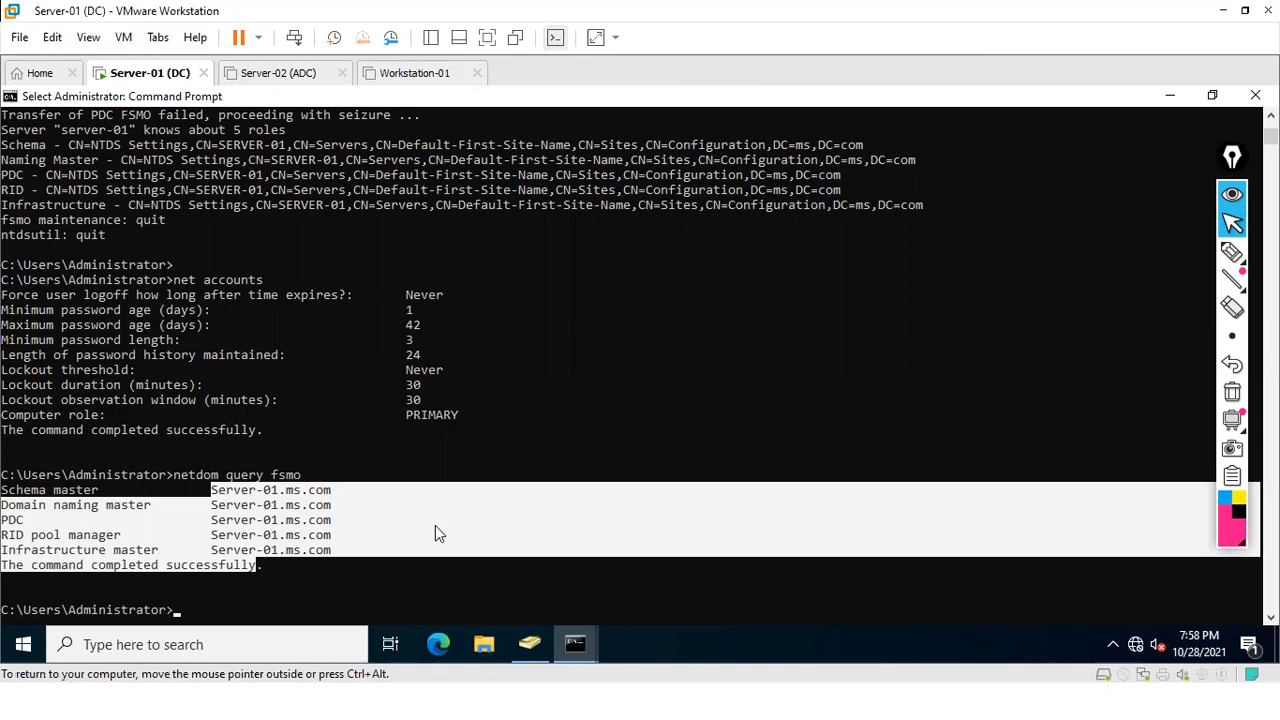 Server-01 (DC) - VMware Workstation
File Edit View VM Tabs Help
Home Server-01 (DC) Server-02 (ADC) Workstation-01
Select Administrator: Command Prompt
Transfer of PDC FSMO failed, proceeding with seizure ...
Server "server-01" knows about 5 roles
Schema - CN=NTDS Settings,CN=SERVER-01,CN=Servers,CN=Default-First-Site-Name,CN=Sites,CN=Configuration,DC=ms,DC=com
Naming Master - CN=NTDS Settings,CN=SERVER-01,CN=Servers,CN=Default-First-Site-Name,CN=Sites,CN=Configuration,DC=ms,DC=com
PDC - CN=NTDS Settings,CN=SERVER-01,CN=Servers,CN=Default-First-Site-Name,CN=Sites,CN=Configuration,DC=ms,DC=com
RID - CN=NTDS Settings,CN=SERVER-01,CN=Servers,CN=Default-First-Site-Name,CN=Sites,CN=Configuration,DC=ms,DC=com
Infrastructure - CN=NTDS Settings,CN=SERVER-01,CN=Servers,CN=Default-First-Site-Name,CN=Sites,CN=Configuration,DC=ms,DC=com
fsmo maintenance: quit
ntdsutil: quit
C:\Users\Administrator>
C:\Users\Administrator>net accounts
Force user logoff how long after time expires?: Never
Minimum password age (days): 1
Maximum password age (days): 42
Minimum password length: 3
Length of password history maintained: 24
Lockout threshold: Never
Lockout duration (minutes): 30
Lockout observation window (minutes): 30
Computer role: PRIMARY
The command completed successfully.
C:\Users\Administrator>netdom query fsmo
Schema master Server-01.ms.com
Domain naming master Server-01.ms.com
PDC Server-01.ms.com
RID pool manager Server-01.ms.com
Infrastructure master Server-01.ms.com
The command completed successfully.
C:\Users\Administrator>
Type here to search
7:58 PM
10/28/2021
1
To return to your computer, move the mouse pointer outside or press Ctrl+Alt.